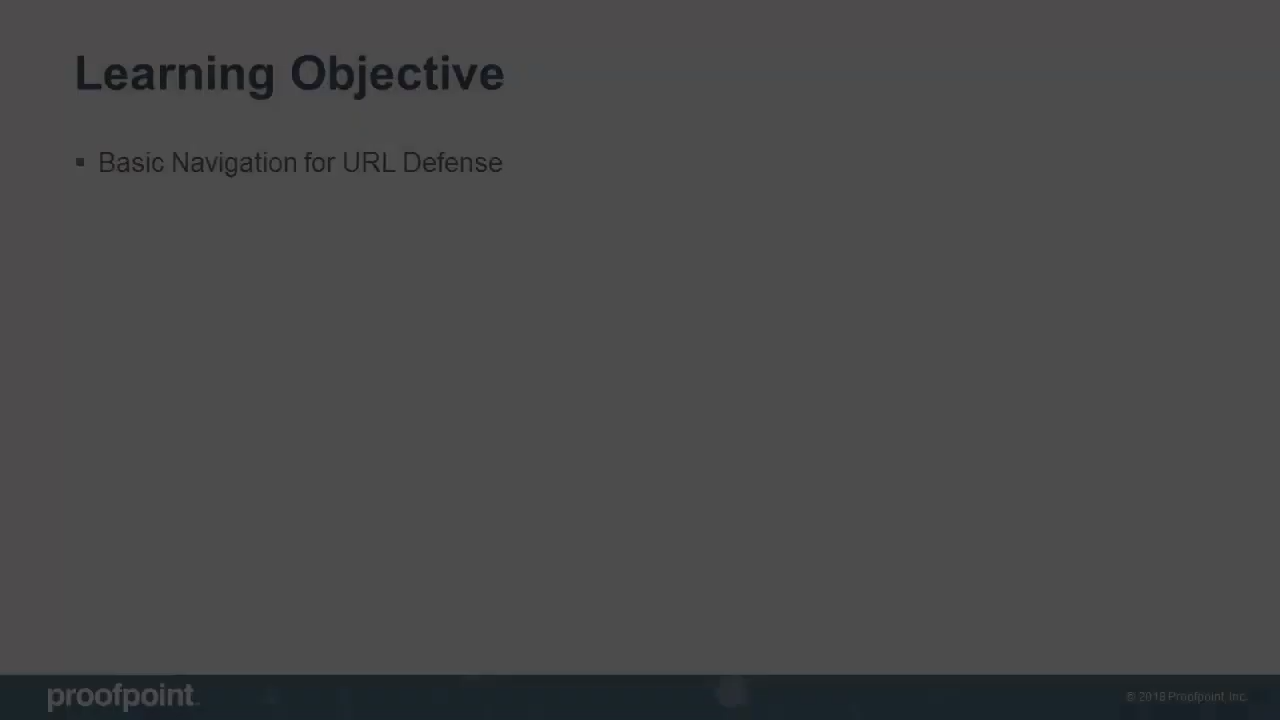 Learning Objective
▪ Basic Navigation for URL Defense
proofpoint.
© 2018 Proofpoint, Inc.